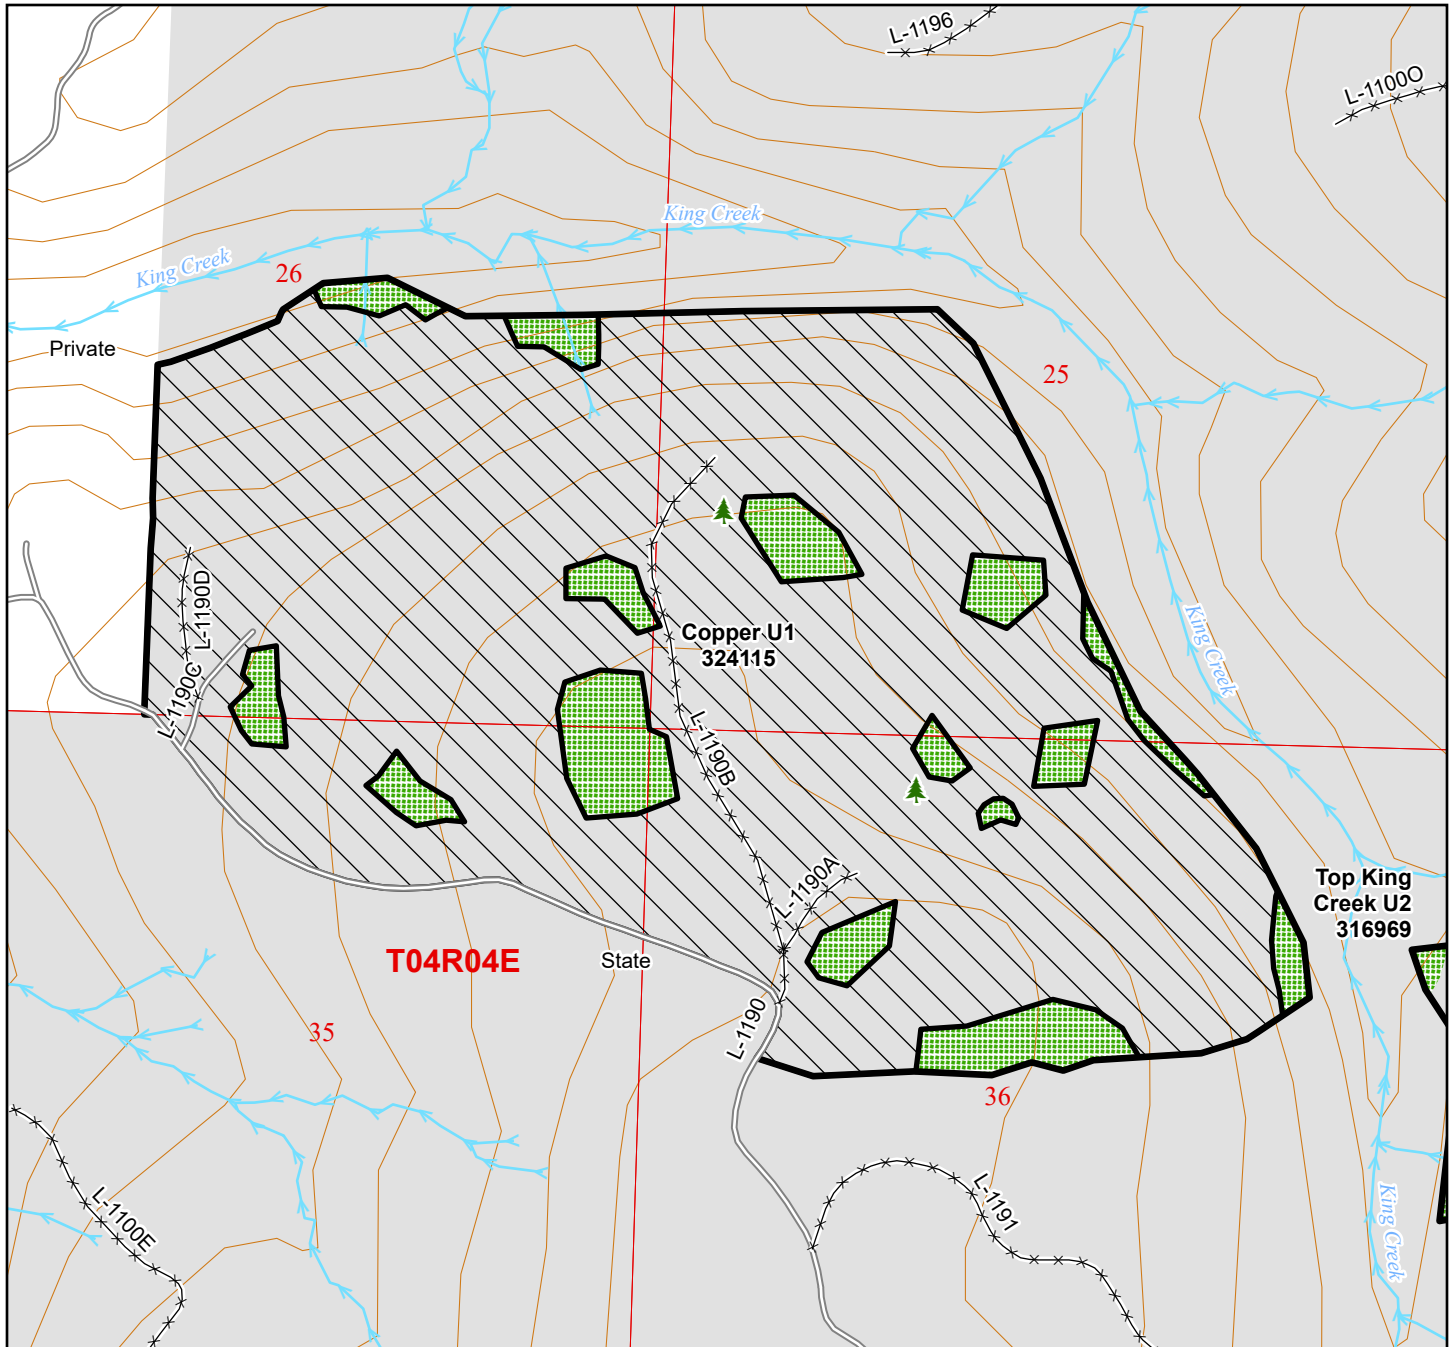 L-1196
L-1100O
King Creek
King Creek
26
Private
25
L-1190D
King Creek
Copper U1
324115
L-1190C
L-1190B
L-1190A
Top King
Creek U2
316969
T04R04E
State
35
L-1190
36
L-1191
L-1100E
King Creek